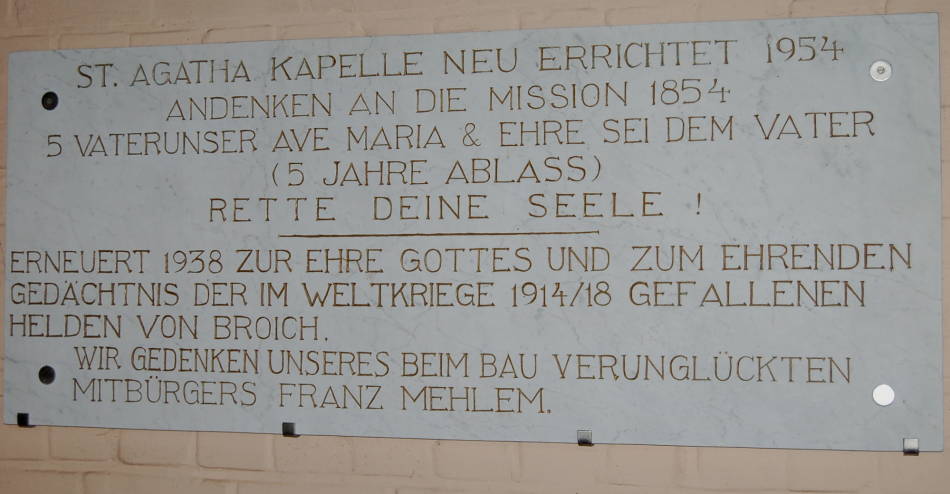 ST. AGATHA KAPELLE NEU ERRICHTET 1954
ANDENKEN AN DIE MISSION 1854
5 VATERUNSER AVE MARIA & EHRE SEI DEM VATER
(5 JAHRE ABLASS)
RETTE DEINE SEELE !
ERNEUERT 1938 ZUR EHRE GOTTES UND ZUM EHRENDEN
GEDÄCHTNIS DER IM WELTKRIEGE 1914/18 GEFALLENEN
HELDEN VON BROICH.
WIR GEDENKEN UNSERES BEIM BAU VERUNGLÜCKTEN
MITBÜRGERS FRANZ MEHLEM.